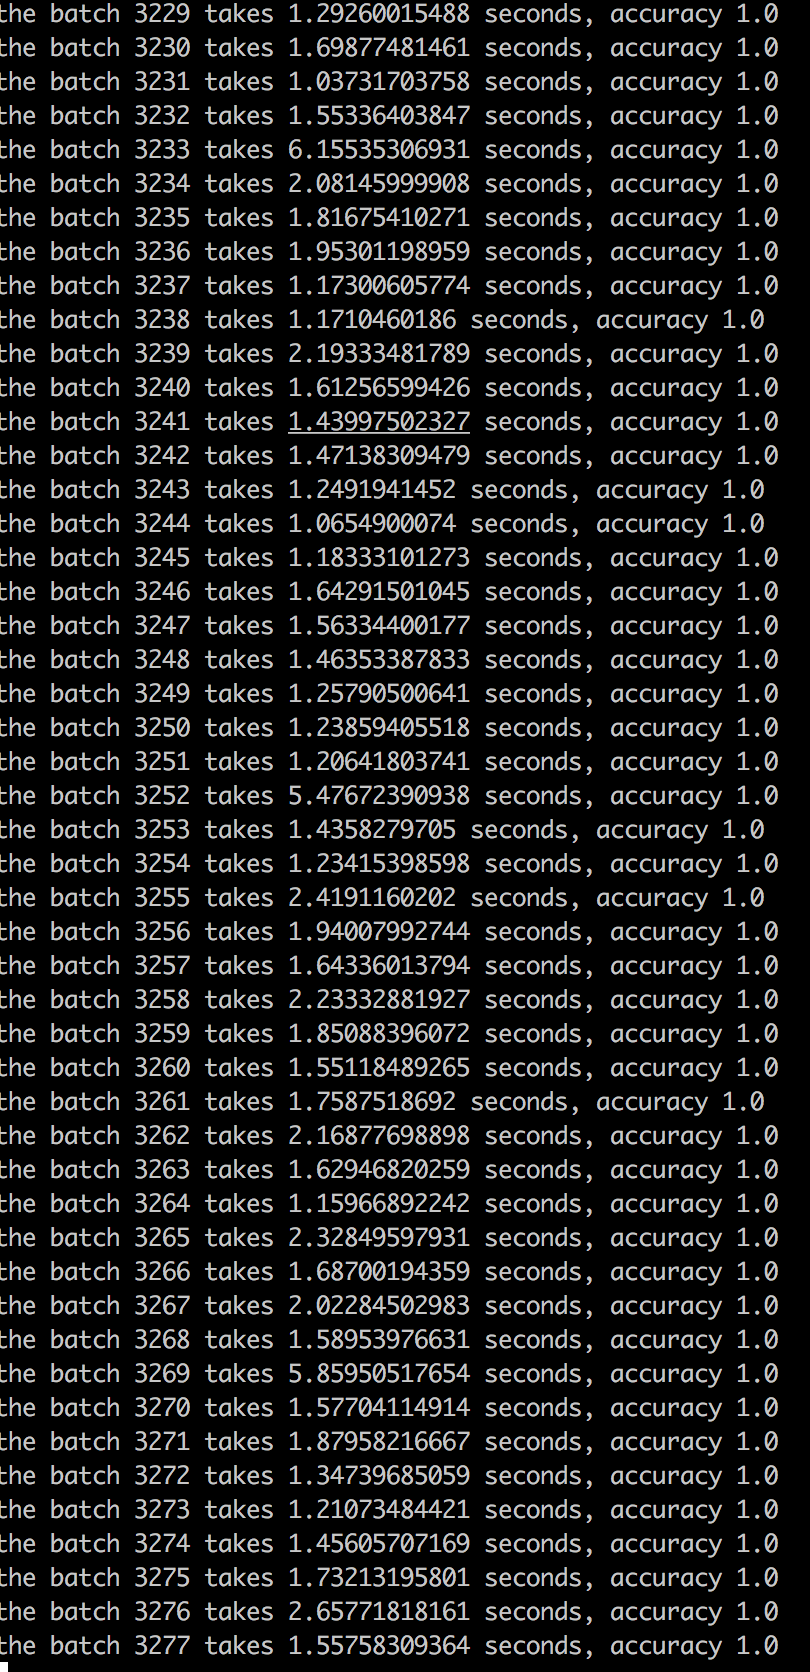 the batch 3229 takes 1.29260015488 seconds, accuracy 1.0
the batch 3230 takes 1.69877481461 seconds, accuracy 1.0
the batch 3231 takes 1.03731703758 seconds, accuracy 1.0
the batch 3232 takes 1.55336403847 seconds, accuracy 1.0
the batch 3233 takes 6.15535306931 seconds, accuracy 1.0
the batch 3234 takes 2.08145999908 seconds, accuracy 1.0
the batch 3235 takes 1.81675410271 seconds, accuracy 1.0
the batch 3236 takes 1.95301198959 seconds, accuracy 1.0
the batch 3237 takes 1.17300605774 seconds, accuracy 1.0
the batch 3238 takes 1.1710460186 seconds, accuracy 1.0
the batch 3239 takes 2.19333481789 seconds, accuracy 1.0
the batch 3240 takes 1.61256599426 seconds, accuracy 1.0
the batch 3241 takes 1.43997502327 seconds, accuracy 1.0
the batch 3242 takes 1.47138309479 seconds, accuracy 1.0
the batch 3243 takes 1.2491941452 seconds, accuracy 1.0
the batch 3244 takes 1.0654900074 seconds, accuracy 1.0
the batch 3245 takes 1.18333101273 seconds, accuracy 1.0
the batch 3246 takes 1.64291501045 seconds, accuracy 1.0
the batch 3247 takes 1.56334400177 seconds, accuracy 1.0
the batch 3248 takes 1.46353387833 seconds, accuracy 1.0
the batch 3249 takes 1.25790500641 seconds, accuracy 1.0
the batch 3250 takes 1.23859405518 seconds, accuracy 1.0
the batch 3251 takes 1.20641803741 seconds, accuracy 1.0
the batch 3252 takes 5.47672390938 seconds, accuracy 1.0
the batch 3253 takes 1.4358279705 seconds, accuracy 1.0
the batch 3254 takes 1.23415398598 seconds, accuracy 1.0
the batch 3255 takes 2.4191160202 seconds, accuracy 1.0
the batch 3256 takes 1.94007992744 seconds, accuracy 1.0
the batch 3257 takes 1.64336013794 seconds, accuracy 1.0
the batch 3258 takes 2.23332881927 seconds, accuracy 1.0
the batch 3259 takes 1.85088396072 seconds, accuracy 1.0
the batch 3260 takes 1.55118489265 seconds, accuracy 1.0
the batch 3261 takes 1.7587518692 seconds, accuracy 1.0
the batch 3262 takes 2.16877698898 seconds, accuracy 1.0
the batch 3263 takes 1.62946820259 seconds, accuracy 1.0
the batch 3264 takes 1.15966892242 seconds, accuracy 1.0
the batch 3265 takes 2.32849597931 seconds, accuracy 1.0
the batch 3266 takes 1.68700194359 seconds, accuracy 1.0
the batch 3267 takes 2.02284502983 seconds, accuracy 1.0
the batch 3268 takes 1.58953976631 seconds, accuracy 1.0
the batch 3269 takes 5.85950517654 seconds, accuracy 1.0
the batch 3270 takes 1.57704114914 seconds, accuracy 1.0
the batch 3271 takes 1.87958216667 seconds, accuracy 1.0
the batch 3272 takes 1.34739685059 seconds, accuracy 1.0
the batch 3273 takes 1.21073484421 seconds, accuracy 1.0
the batch 3274 takes 1.45605707169 seconds, accuracy 1.0
the batch 3275 takes 1.73213195801 seconds, accuracy 1.0
the batch 3276 takes 2.65771818161 seconds, accuracy 1.0
the batch 3277 takes 1.55758309364 seconds, accuracy 1.0